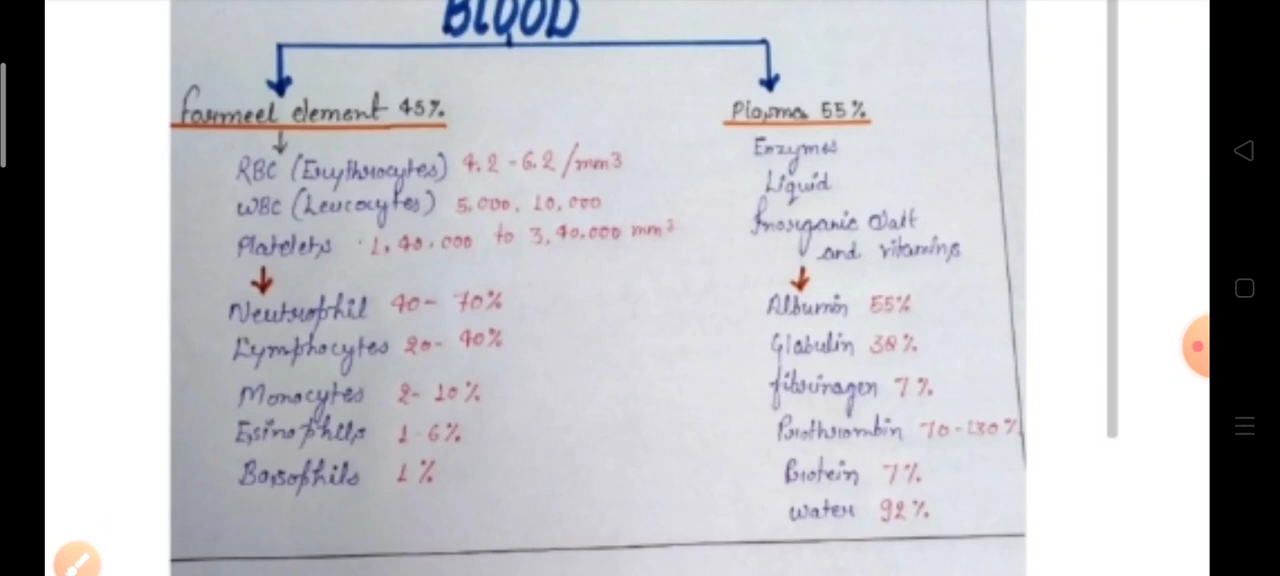 BLOOD
Formeel element 45%
RBC (Erythrocytes) 4.2 - 6.2 /mm3
WBC (Leucocytes) 5,000, 10,000
Platelets 1,40,000 to 3,40,000 mm3
Neutrophil 40 - 70%
Lymphocytes 20 - 40%
Monocytes 2 - 10%
Esinophils 1 - 6%
Basophils 1%
Plasma 55%
Enzymes
Liquid
Inorganic Salt
and vitamins
Albumin 55%
Glabulin 38%
fibrinagen 7%
Prothrombin 70-130%
Protein 7%
water 92%